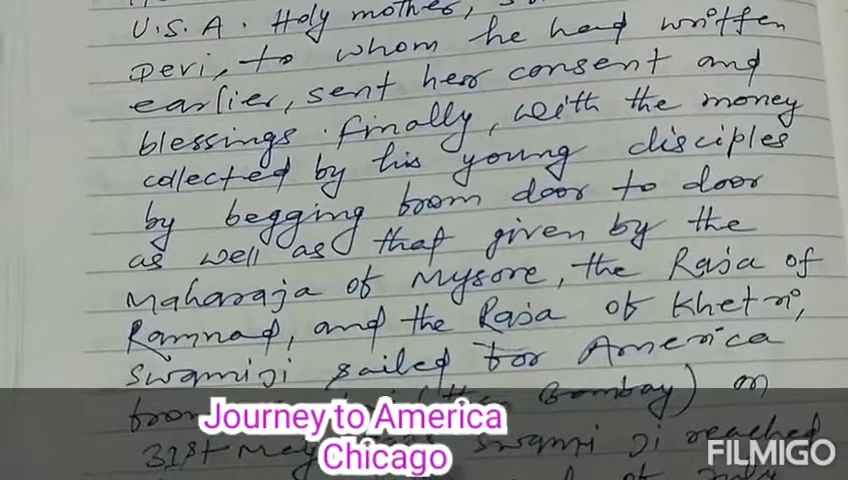 U.S.A. Holy mother,
Devi, to whom he had written
earlier, sent her consent and
blessings. finally, with the money
collected by his young disciples
by begging from door to door
as well as that given by the
Maharaja of Mysore, the Raja of
Ramnad, and the Raja of Khetri,
Swamiji sailed for America
from (then Bombay) on
31st May Swami ji reached
of July
Journey to America
Chicago
FILMIGO